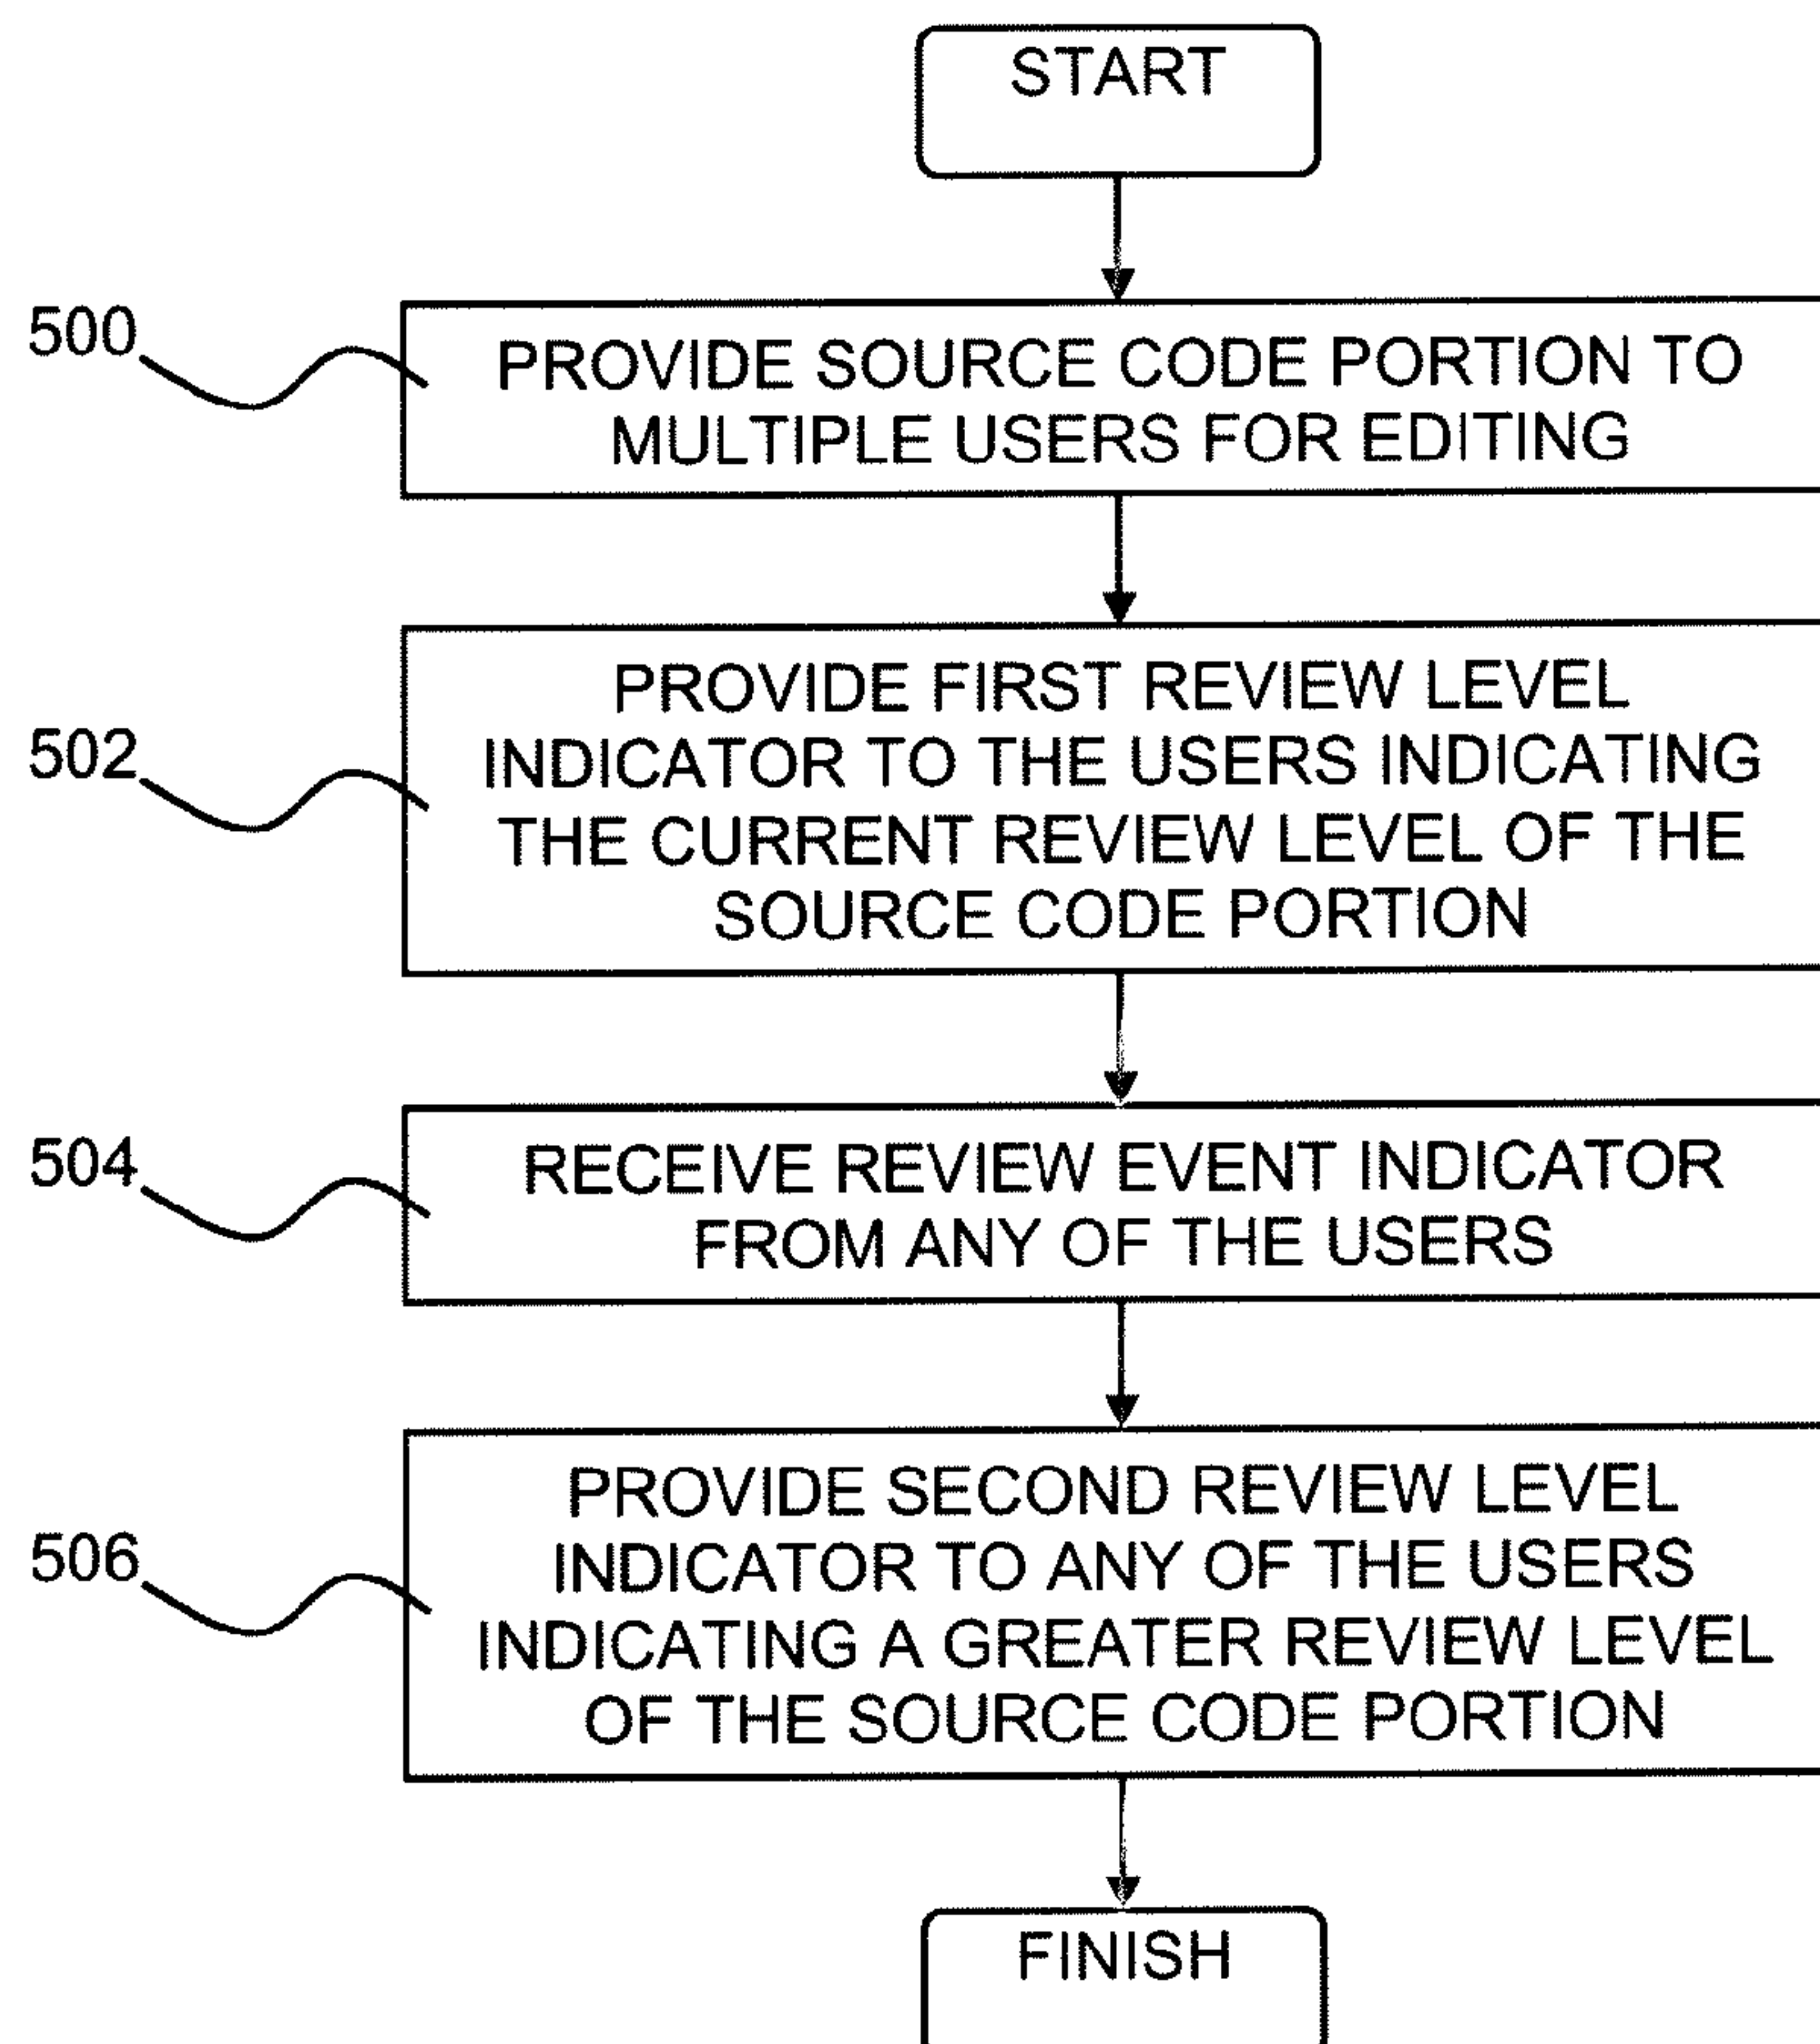 START
500
PROVIDE SOURCE CODE PORTION TO
MULTIPLE USERS FOR EDITING
502
PROVIDE FIRST REVIEW LEVEL
INDICATOR TO THE USERS INDICATING
THE CURRENT REVIEW LEVEL OF THE
SOURCE CODE PORTION
504
RECEIVE REVIEW EVENT INDICATOR
FROM ANY OF THE USERS
506
PROVIDE SECOND REVIEW LEVEL
INDICATOR TO ANY OF THE USERS
INDICATING A GREATER REVIEW LEVEL
OF THE SOURCE CODE PORTION
FINISH